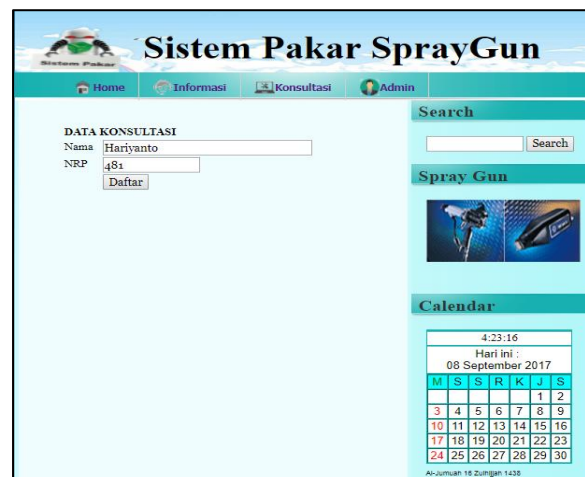 Sistem Pakar SprayGun
Sistem Pakar
Home Informasi Konsultasi Admin
DATA KONSULTASI
Nama Hariyanto
NRP 481
Daftar
Search
Search
Spray Gun
Calendar
4:23:16
Hari ini :
08 September 2017
M S S R K J S
1 2
3 4 5 6 7 8 9
10 11 12 13 14 15 16
17 18 19 20 21 22 23
24 25 26 27 28 29 30
Al-Jumuah 16 Zulhijjah 1438